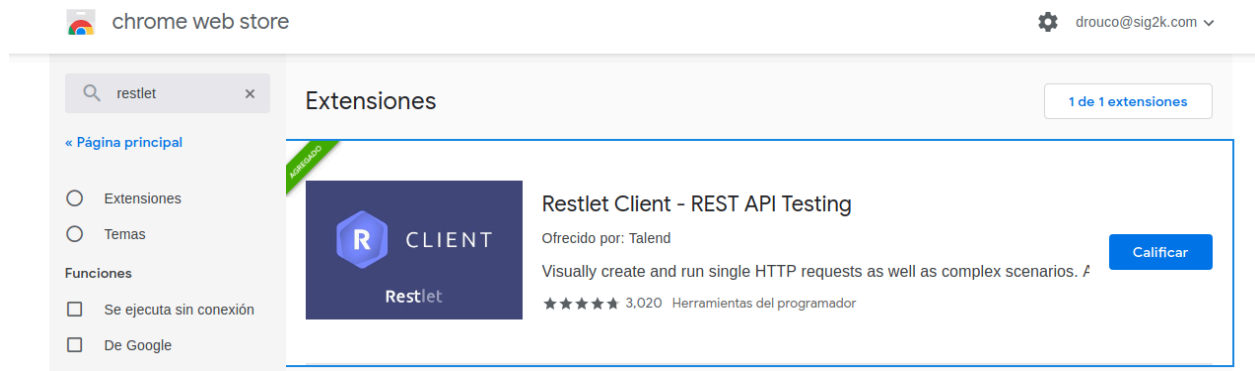 chrome web store
drouco@sig2k.com
restlet
Extensiones
1 de 1 extensiones
« Página principal
AGREGADO
Extensiones
Temas
Funciones
Se ejecuta sin conexión
De Google
R CLIENT
Restlet
Restlet Client - REST API Testing
Ofrecido por: Talend
Visually create and run single HTTP requests as well as complex scenarios. A
3,020 Herramientas del programador
Calificar